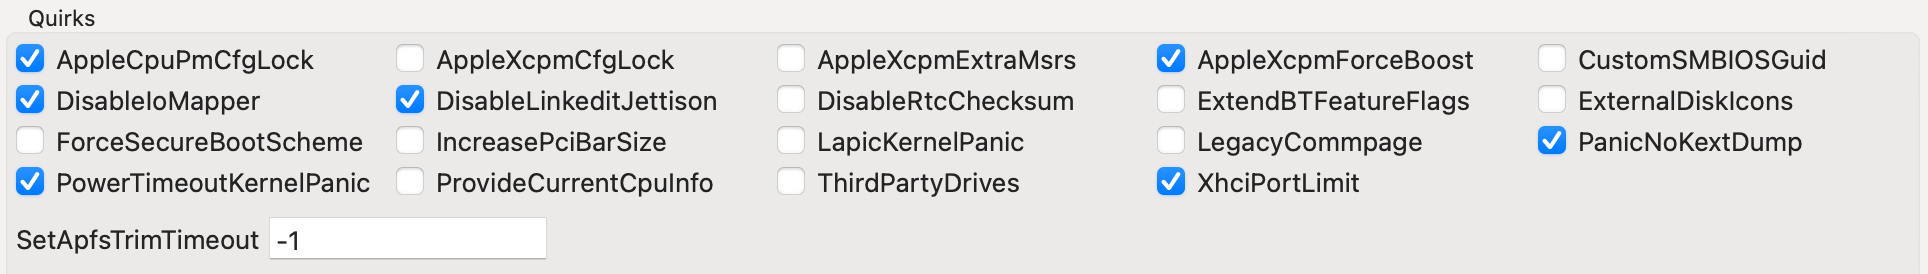 Quirks
AppleCpuPmCfgLock AppleXcpmCfgLock AppleXcpmExtraMsrs AppleXcpmForceBoost CustomSMBIOSGuid
DisableIoMapper DisableLinkeditJettison DisableRtcChecksum ExtendBTFeatureFlags ExternalDiskIcons
ForceSecureBootScheme IncreasePciBarSize LapicKernelPanic LegacyCommpage PanicNoKextDump
PowerTimeoutKernelPanic ProvideCurrentCpuInfo ThirdPartyDrives XhciPortLimit
SetApfsTrimTimeout -1